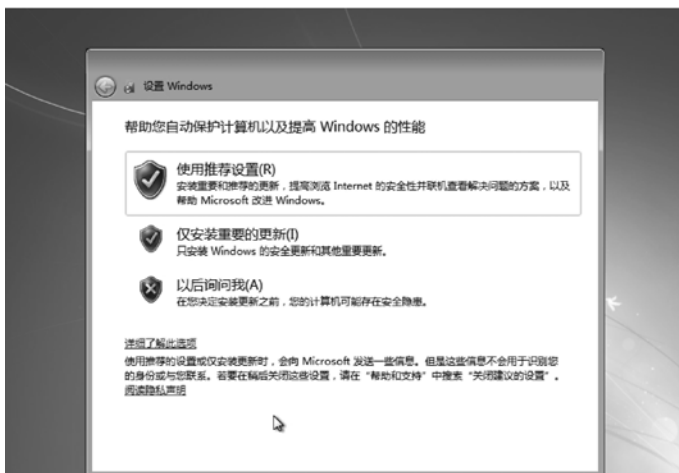 设置 Windows
帮助您自动保护计算机以及提高 Windows 的性能
使用推荐设置(R)
安装重要和推荐的更新，提高浏览 Internet 的安全性并联机查看解决问题的方案，以及
帮助 Microsoft 改进 Windows。
仅安装重要的更新(I)
只安装 Windows 的安全更新和其他重要更新。
以后询问我(A)
在您决定安装更新之前，您的计算机可能存在安全隐患。
详细了解此选项
使用推荐的设置或仅安装更新时，会向 Microsoft 发送一些信息。但是这些信息不会用于识别您
的身份或与您联系。若要在稍后关闭这些设置，请在“帮助和支持”中搜索“关闭建议的设置”。
阅读隐私声明